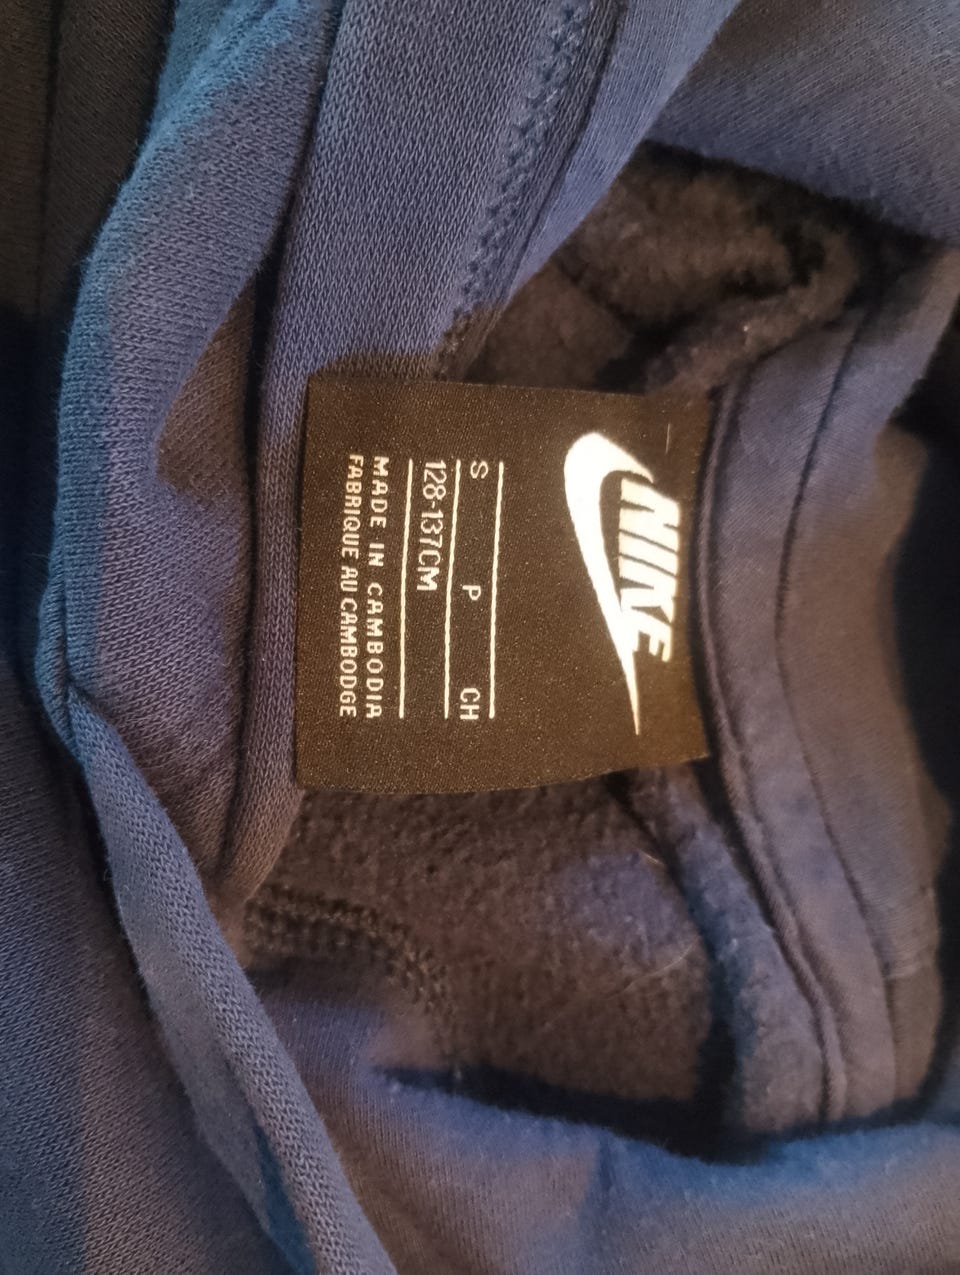 NIKE
S P CH
128-137CM
MADE IN CAMBODIA
FABRIQUE AU CAMBODGE